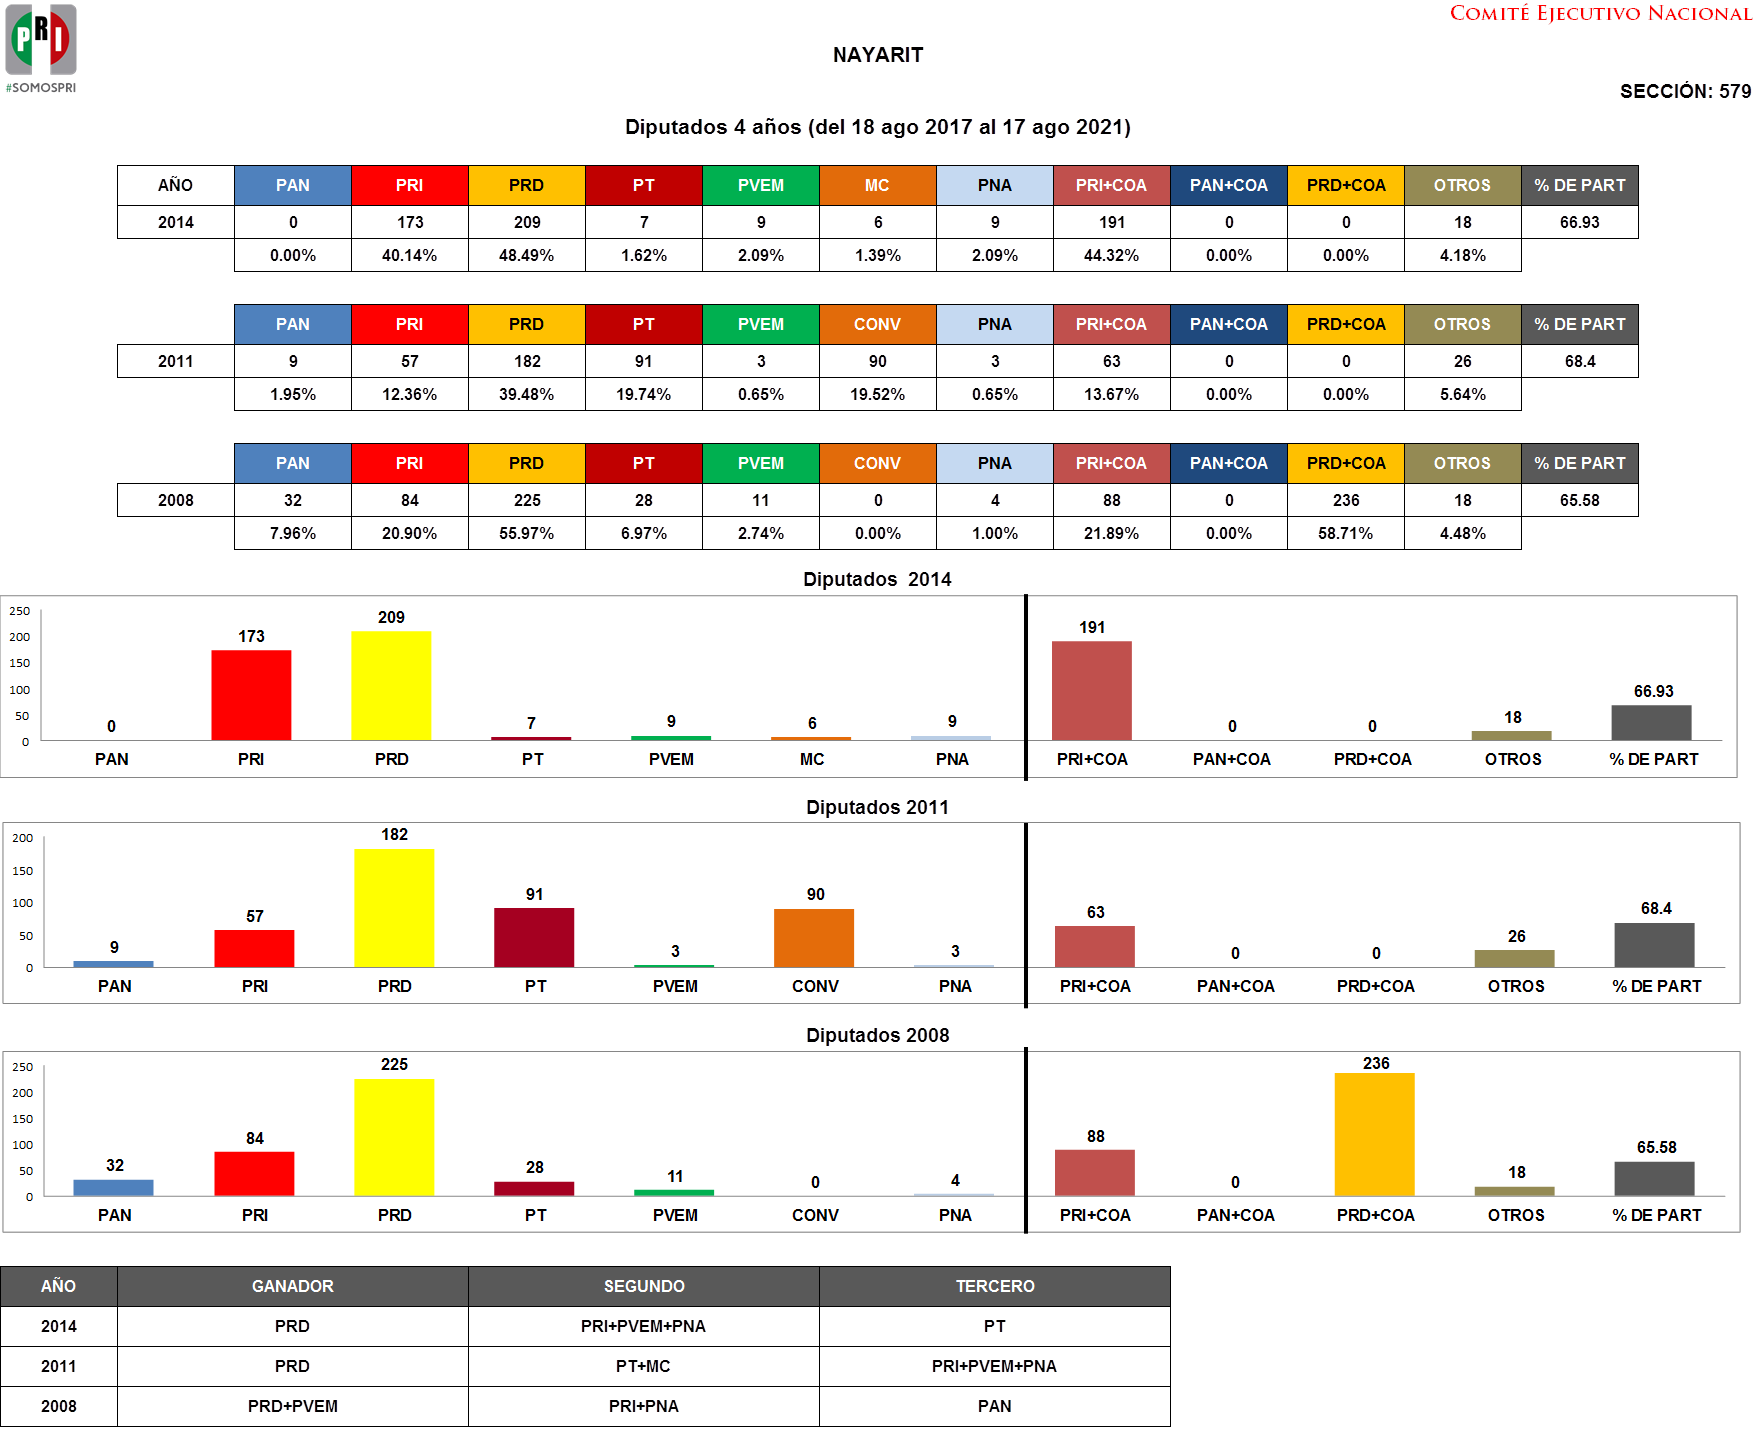 PRI
#SOMOSPRI
COMITÉ EJECUTIVO NACIONAL
NAYARIT
SECCIÓN: 579
Diputados 4 años (del 18 ago 2017 al 17 ago 2021)
AÑO PAN PRI PRD PT PVEM MC PNA PRI+COA PAN+COA PRD+COA OTROS % DE PART
2014 0 173 209 7 9 6 9 191 0 0 18 66.93
0.00% 40.14% 48.49% 1.62% 2.09% 1.39% 2.09% 44.32% 0.00% 0.00% 4.18%
PAN PRI PRD PT PVEM CONV PNA PRI+COA PAN+COA PRD+COA OTROS % DE PART
2011 9 57 182 91 3 90 3 63 0 0 26 68.4
1.95% 12.36% 39.48% 19.74% 0.65% 19.52% 0.65% 13.67% 0.00% 0.00% 5.64%
PAN PRI PRD PT PVEM CONV PNA PRI+COA PAN+COA PRD+COA OTROS % DE PART
2008 32 84 225 28 11 0 4 88 0 236 18 65.58
7.96% 20.90% 55.97% 6.97% 2.74% 0.00% 1.00% 21.89% 0.00% 58.71% 4.48%
Diputados 2014
250
200
150
100
50
0
0 173 209 7 9 6 9 191 0 0 18 66.93
PAN PRI PRD PT PVEM MC PNA PRI+COA PAN+COA PRD+COA OTROS % DE PART
Diputados 2011
200
150
100
50
0
9 57 182 91 3 90 3 63 0 0 26 68.4
PAN PRI PRD PT PVEM CONV PNA PRI+COA PAN+COA PRD+COA OTROS % DE PART
Diputados 2008
250
200
150
100
50
0
32 84 225 28 11 0 4 88 0 236 18 65.58
PAN PRI PRD PT PVEM CONV PNA PRI+COA PAN+COA PRD+COA OTROS % DE PART
AÑO GANADOR SEGUNDO TERCERO
2014 PRD PRI+PVEM+PNA PT
2011 PRD PT+MC PRI+PVEM+PNA
2008 PRD+PVEM PRI+PNA PAN